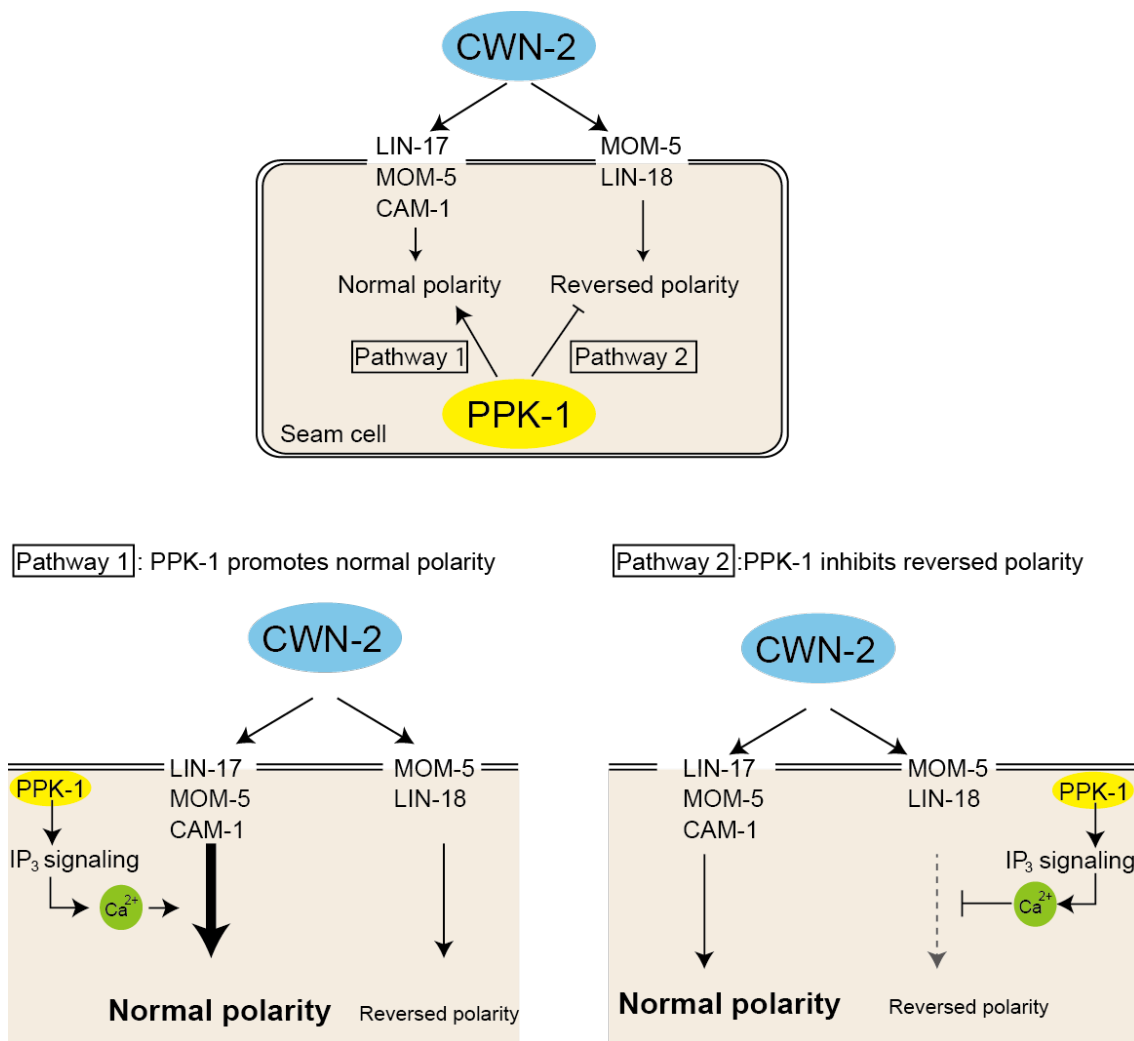 CWN-2
LIN-17
MOM-5
CAM-1
MOM-5
LIN-18
Normal polarity
Reversed polarity
Pathway 1
Pathway 2
PPK-1
Seam cell
Pathway 1 : PPK-1 promotes normal polarity
CWN-2
PPK-1
IP₃ signaling
Ca²⁺
LIN-17
MOM-5
CAM-1
MOM-5
LIN-18
Normal polarity
Reversed polarity
Pathway 2 :PPK-1 inhibits reversed polarity
CWN-2
LIN-17
MOM-5
CAM-1
MOM-5
LIN-18
PPK-1
IP₃ signaling
Ca²⁺
Normal polarity
Reversed polarity